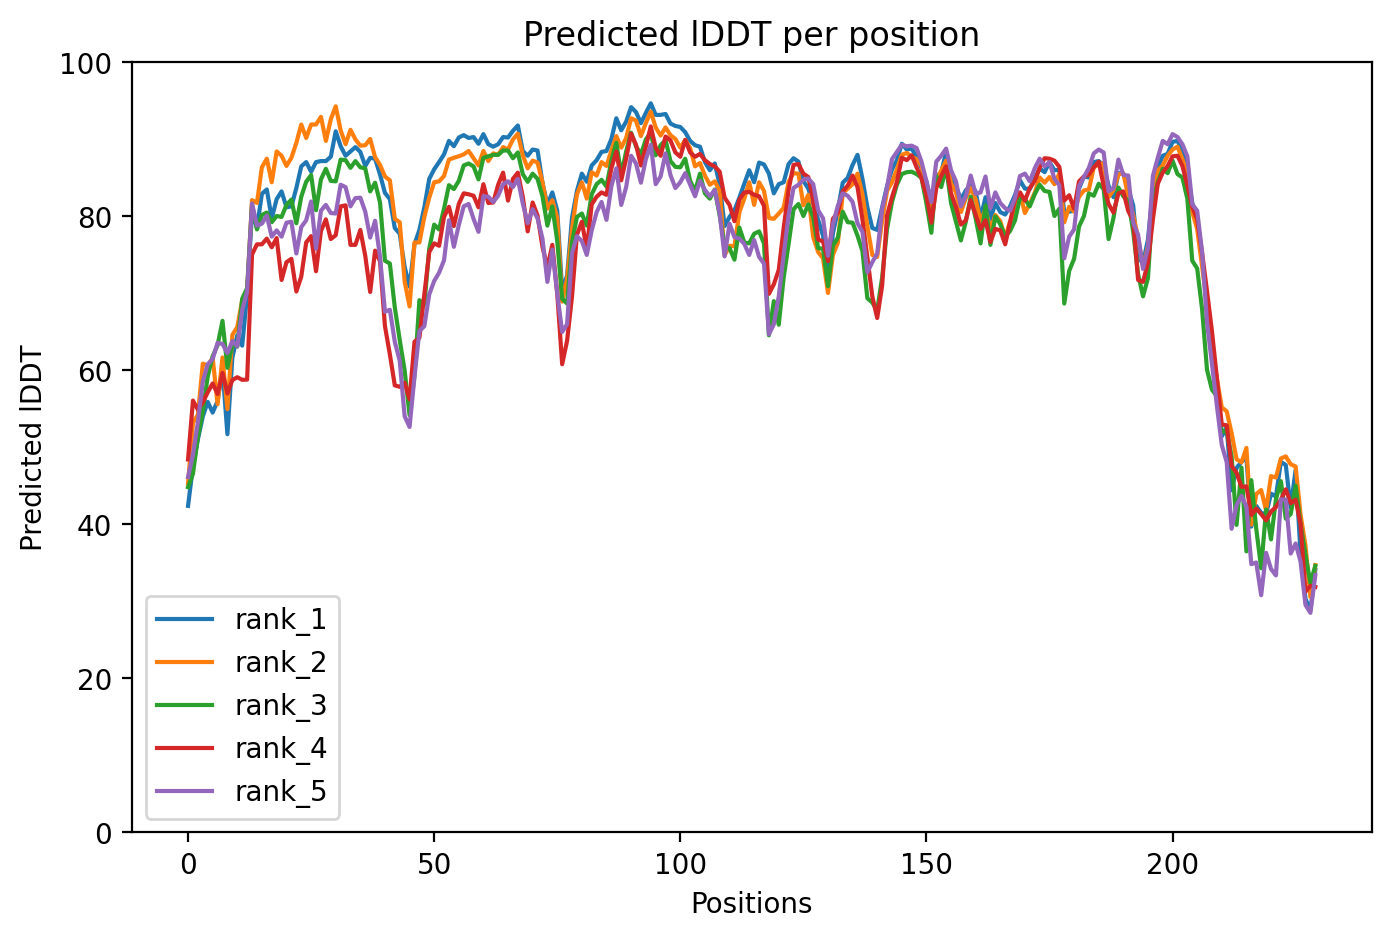 Predicted lDDT per position
Predicted lDDT
100
80
60
40
20
0
rank_1
rank_2
rank_3
rank_4
rank_5
0 50 100 150 200
Positions